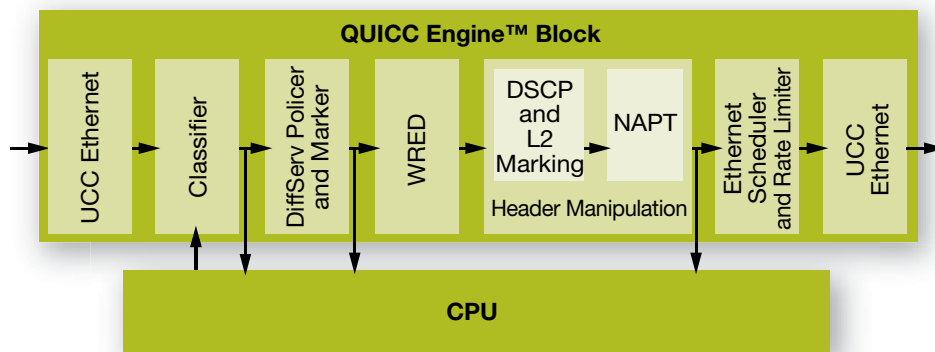 QUICC Engine™ Block
UCC Ethernet
Classifier
DiffServ Policer
and Marker
WRED
DSCP
and
L2
Marking
NAPT
Header Manipulation
Ethernet
Scheduler
and Rate Limiter
UCC
Ethernet
CPU